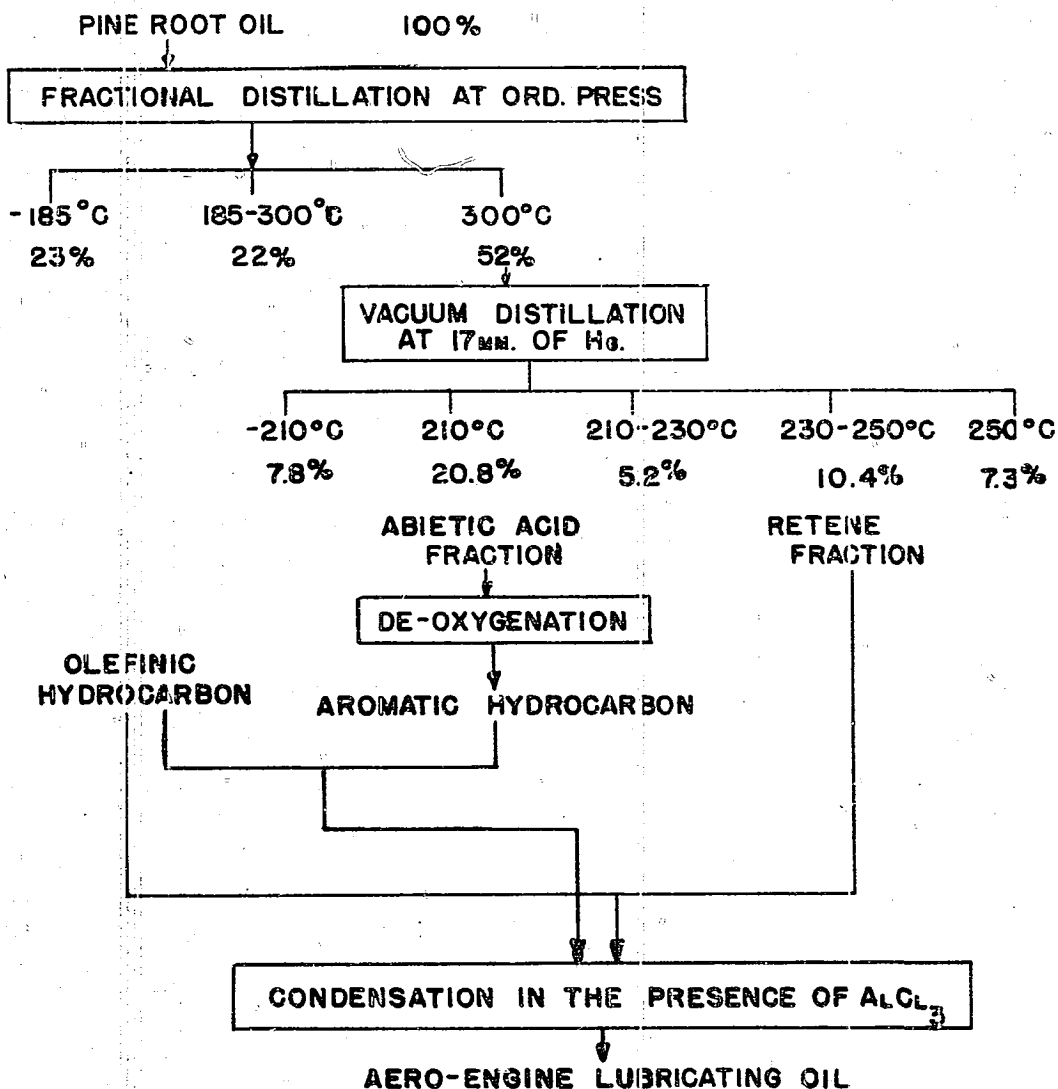 PINE ROOT OIL 100%
FRACTIONAL DISTILLATION AT ORD. PRESS
-185°C 185-300°C 300°C
23% 22% 52%
VACUUM DISTILLATION
AT 17MM. OF HG.
-210°C 210°C 210-230°C 230-250°C 250°C
7.8% 20.8% 5.2% 10.4% 7.3%
ABIETIC ACID
FRACTION
RETENE
FRACTION
DE-OXYGENATION
OLEFINIC
HYDROCARBON
AROMATIC HYDROCARBON
CONDENSATION IN THE PRESENCE OF ALCL3
AERO-ENGINE LUBRICATING OIL